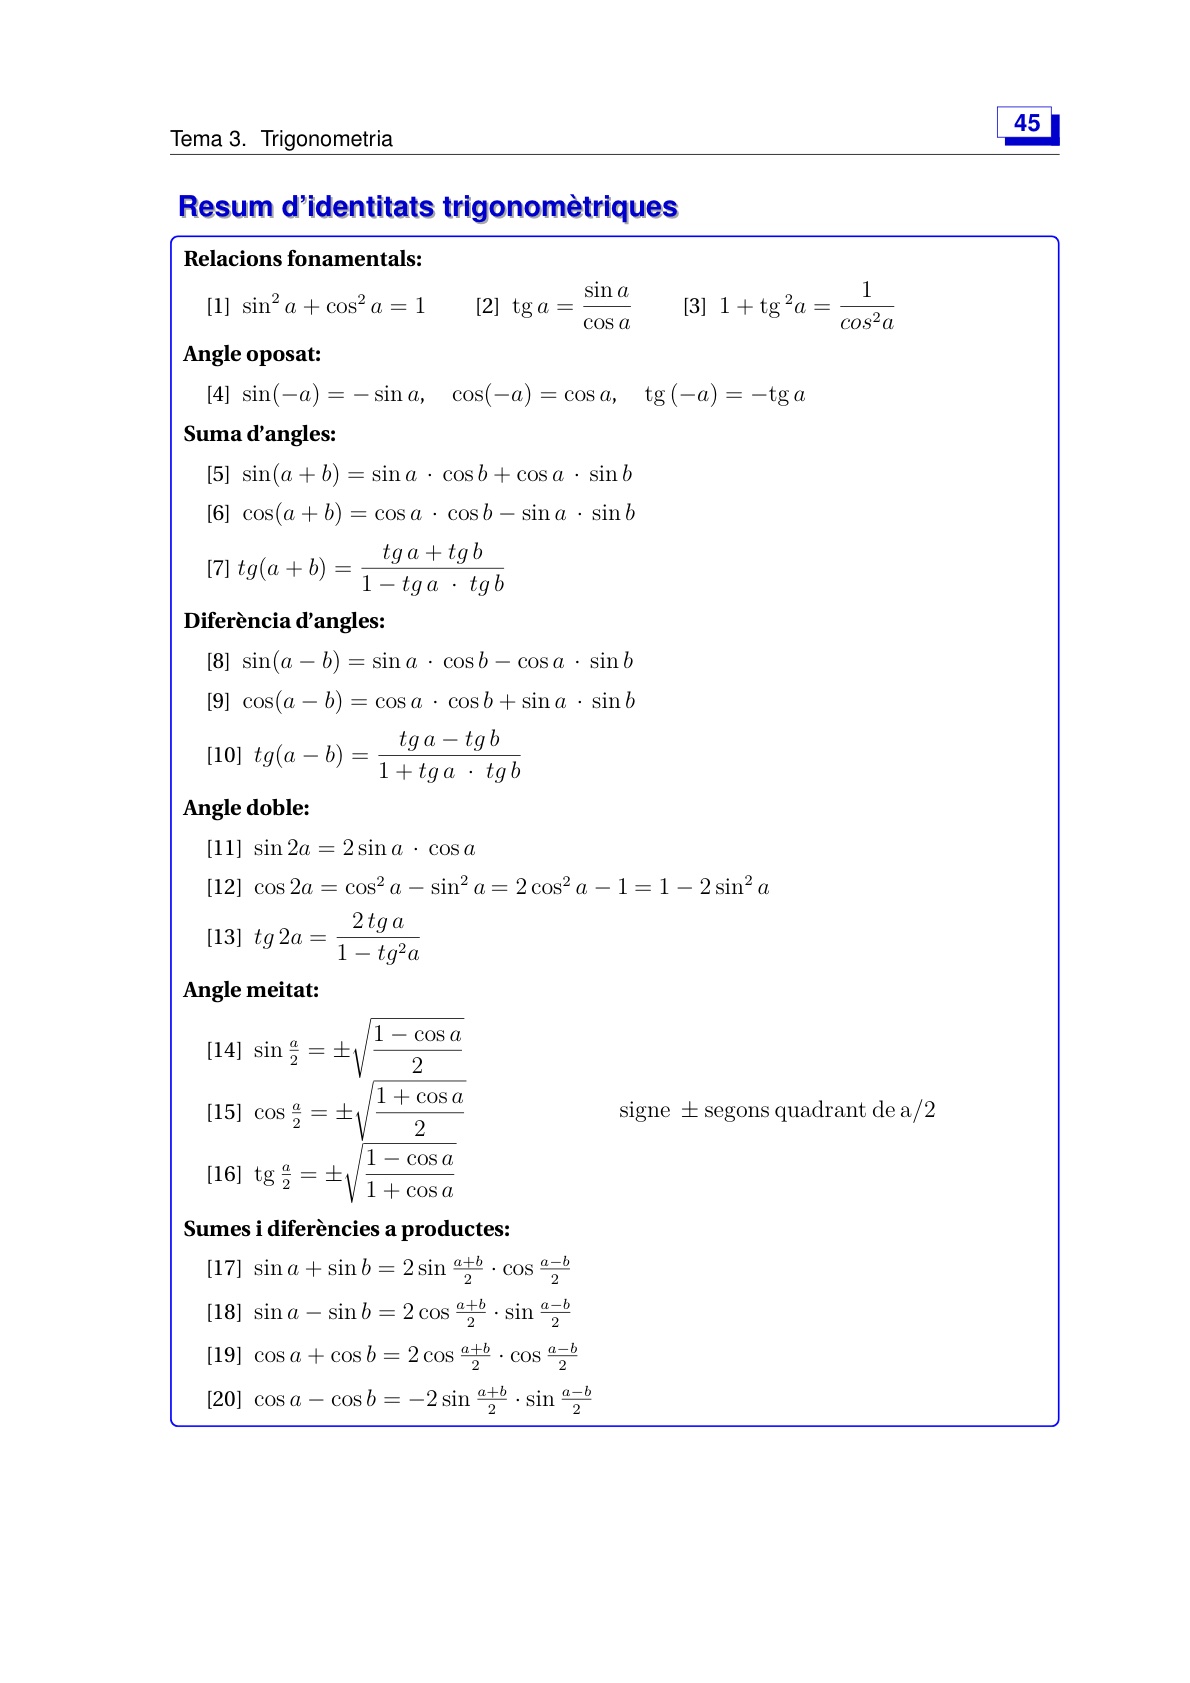 Tema 3. Trigonometria
45
Resum d'identitats trigonomètriques
Relacions fonamentals:
[1] $\sin^2 a + \cos^2 a = 1$ [2] $\operatorname{tg} a = \frac{\sin a}{\cos a}$ [3] $1 + \operatorname{tg}^2 a = \frac{1}{cos^2 a}$
Angle oposat:
[4] $\sin(-a) = -\sin a$, $\cos(-a) = \cos a$, $\operatorname{tg}(-a) = -\operatorname{tg} a$
Suma d'angles:
[5] $\sin(a + b) = \sin a \cdot \cos b + \cos a \cdot \sin b$
[6] $\cos(a + b) = \cos a \cdot \cos b - \sin a \cdot \sin b$
[7] $tg(a + b) = \frac{tg\,a + tg\,b}{1 - tg\,a \cdot tg\,b}$
Diferència d'angles:
[8] $\sin(a - b) = \sin a \cdot \cos b - \cos a \cdot \sin b$
[9] $\cos(a - b) = \cos a \cdot \cos b + \sin a \cdot \sin b$
[10] $tg(a - b) = \frac{tg\,a - tg\,b}{1 + tg\,a \cdot tg\,b}$
Angle doble:
[11] $\sin 2a = 2 \sin a \cdot \cos a$
[12] $\cos 2a = \cos^2 a - \sin^2 a = 2\cos^2 a - 1 = 1 - 2\sin^2 a$
[13] $tg\,2a = \frac{2\,tg\,a}{1 - tg^2 a}$
Angle meitat:
[14] $\sin \frac{a}{2} = \pm\sqrt{\frac{1 - \cos a}{2}}$
[15] $\cos \frac{a}{2} = \pm\sqrt{\frac{1 + \cos a}{2}}$ signe ± segons quadrant de a/2
[16] $\operatorname{tg} \frac{a}{2} = \pm\sqrt{\frac{1 - \cos a}{1 + \cos a}}$
Sumes i diferències a productes:
[17] $\sin a + \sin b = 2 \sin \frac{a+b}{2} \cdot \cos \frac{a-b}{2}$
[18] $\sin a - \sin b = 2 \cos \frac{a+b}{2} \cdot \sin \frac{a-b}{2}$
[19] $\cos a + \cos b = 2 \cos \frac{a+b}{2} \cdot \cos \frac{a-b}{2}$
[20] $\cos a - \cos b = -2 \sin \frac{a+b}{2} \cdot \sin \frac{a-b}{2}$